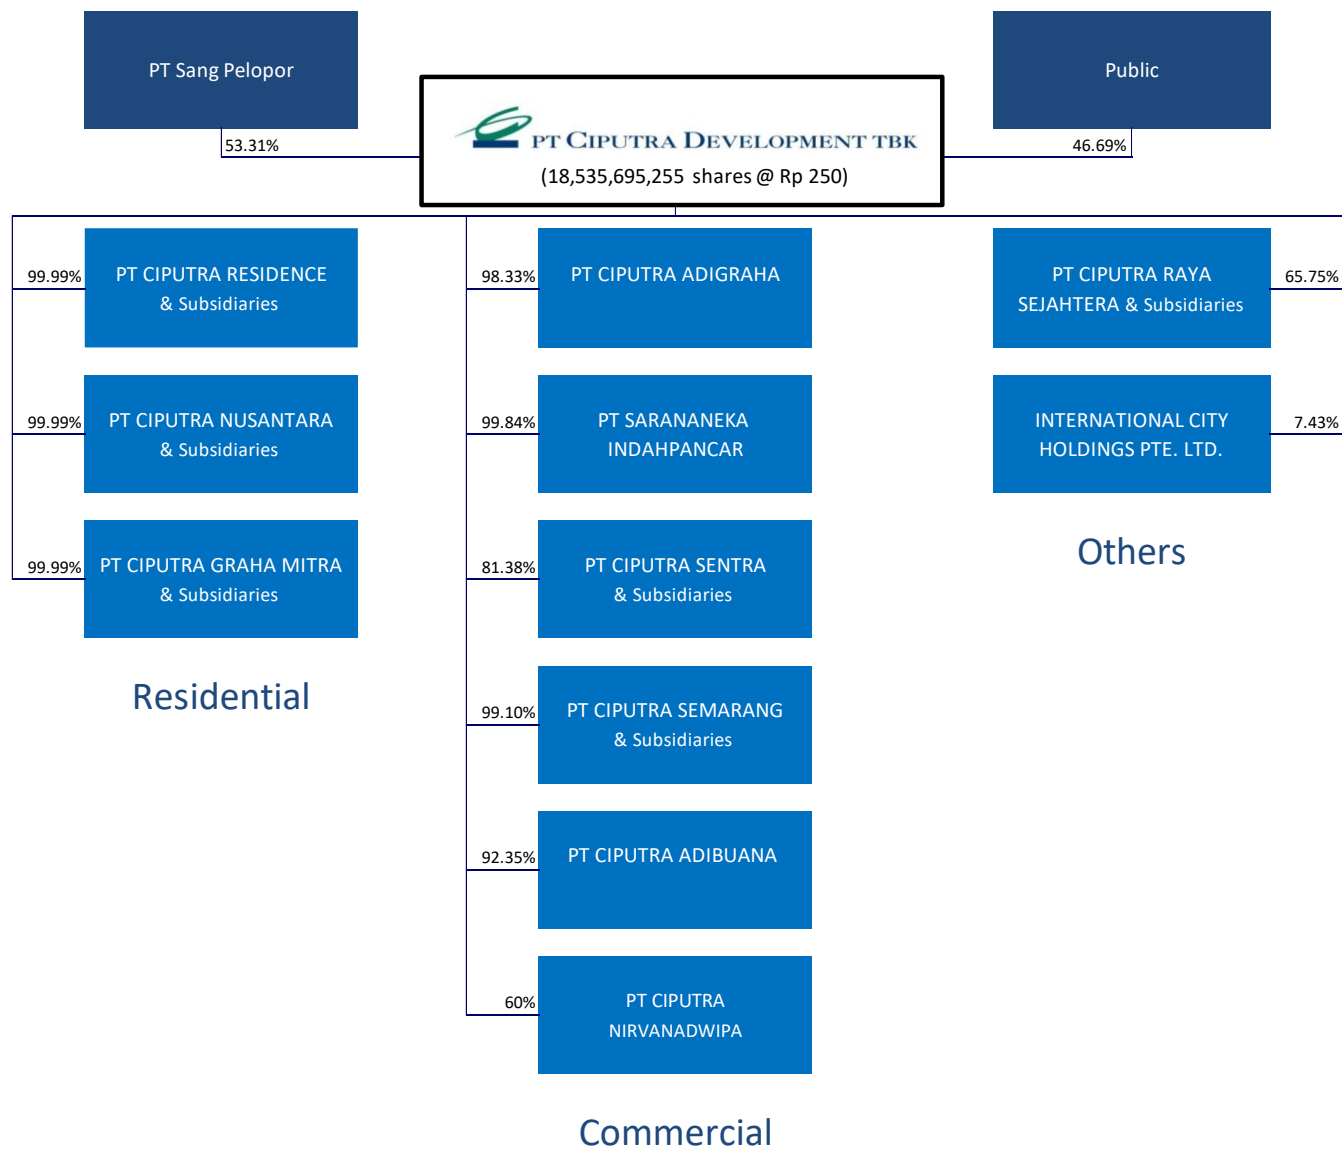 PT Sang Pelopor
Public
53.31%
PT CIPUTRA DEVELOPMENT TBK
(18,535,695,255 shares @ Rp 250)
46.69%
99.99%
PT CIPUTRA RESIDENCE
& Subsidiaries
99.99%
PT CIPUTRA NUSANTARA
& Subsidiaries
99.99%
PT CIPUTRA GRAHA MITRA
& Subsidiaries
Residential
98.33%
PT CIPUTRA ADIGRAHA
99.84%
PT SARANANEKA
INDAHPANCAR
81.38%
PT CIPUTRA SENTRA
& Subsidiaries
99.10%
PT CIPUTRA SEMARANG
& Subsidiaries
92.35%
PT CIPUTRA ADIBUANA
60%
PT CIPUTRA
NIRVANADWIPA
Commercial
PT CIPUTRA RAYA
SEJAHTERA & Subsidiaries
65.75%
INTERNATIONAL CITY
HOLDINGS PTE. LTD.
7.43%
Others